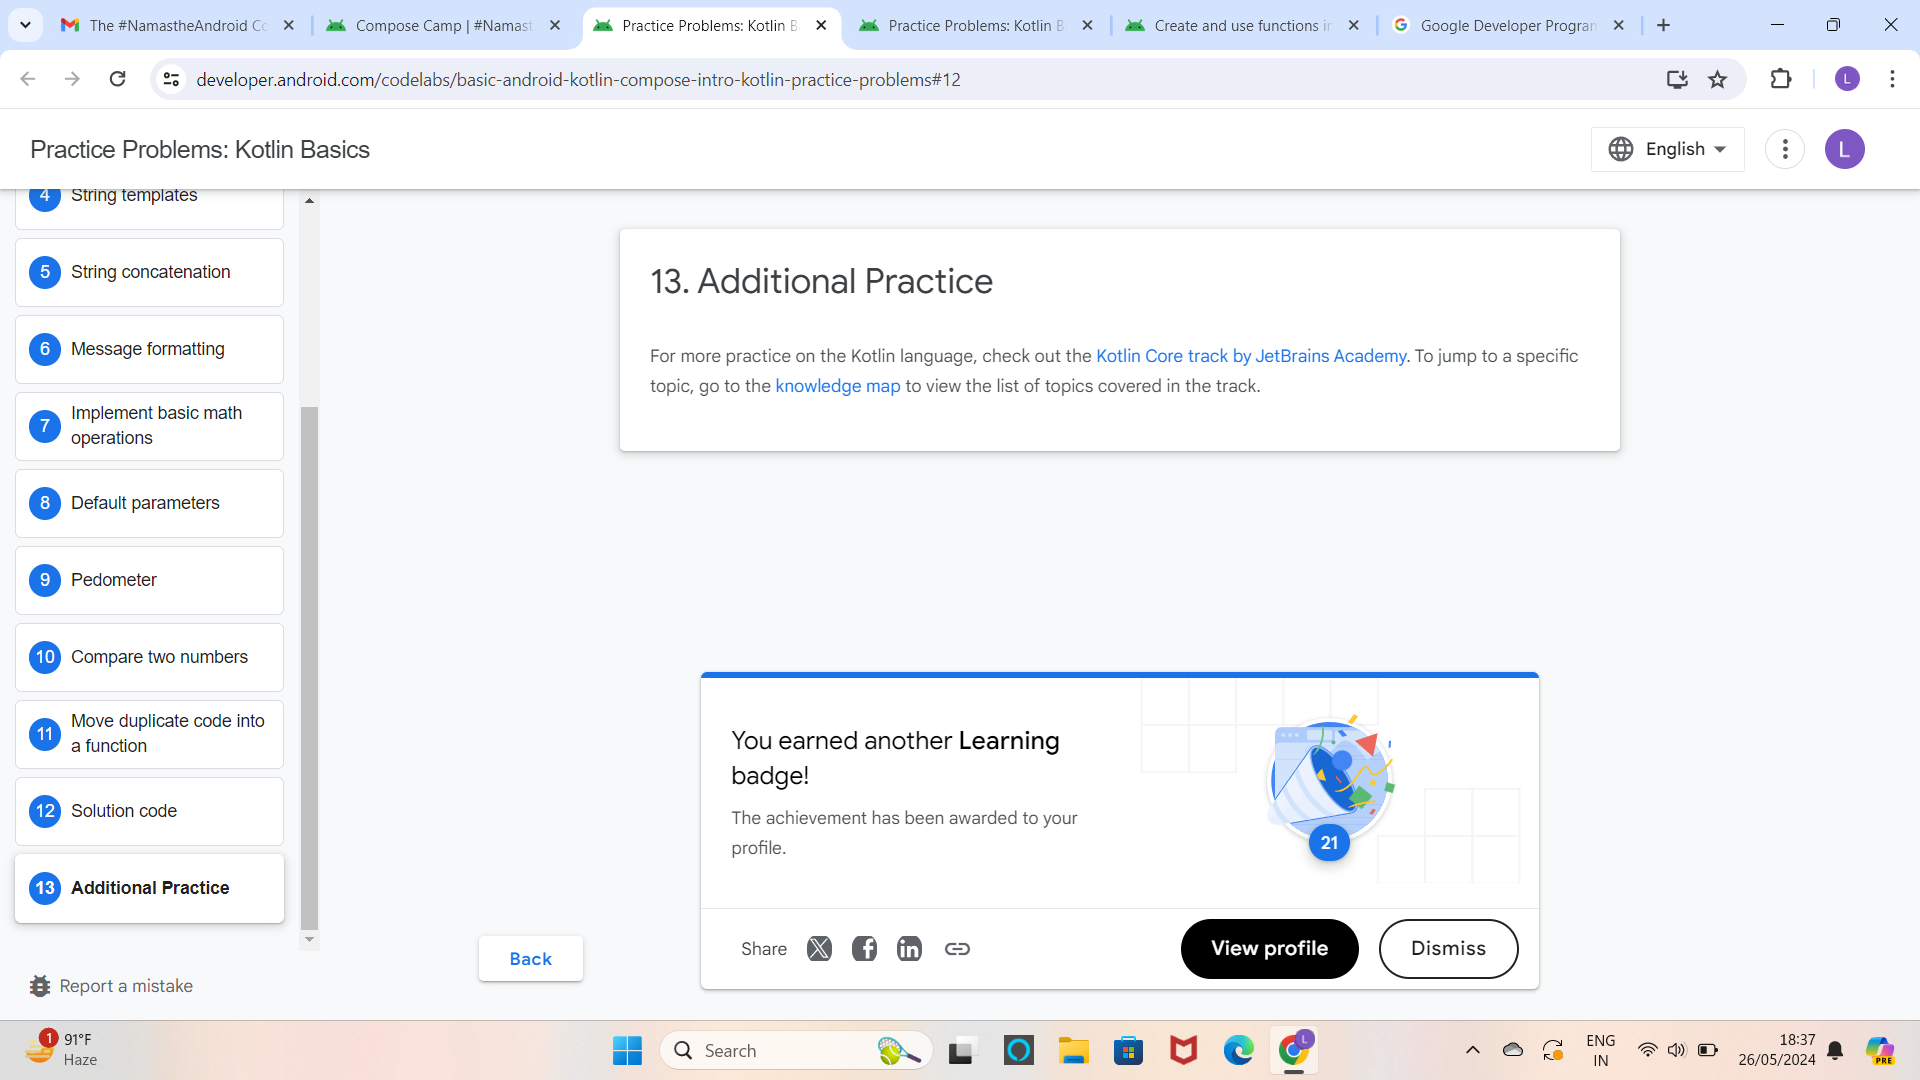 The #NamastheAndroid Co
Compose Camp | #Namast
Practice Problems: Kotlin B
Practice Problems: Kotlin B
Create and use functions in
Google Developer Program
developer.android.com/codelabs/basic-android-kotlin-compose-intro-kotlin-practice-problems#12
L
Practice Problems: Kotlin Basics
English
L
4 String templates
5 String concatenation
6 Message formatting
7 Implement basic math
operations
8 Default parameters
9 Pedometer
10 Compare two numbers
11 Move duplicate code into
a function
12 Solution code
13 Additional Practice
Report a mistake
13. Additional Practice
For more practice on the Kotlin language, check out the Kotlin Core track by JetBrains Academy. To jump to a specific
topic, go to the knowledge map to view the list of topics covered in the track.
You earned another Learning
badge!
The achievement has been awarded to your
profile.
21
Share
View profile
Dismiss
Back
1
91°F
Haze
Search
L
ENG
IN
18:37
26/05/2024
PRE